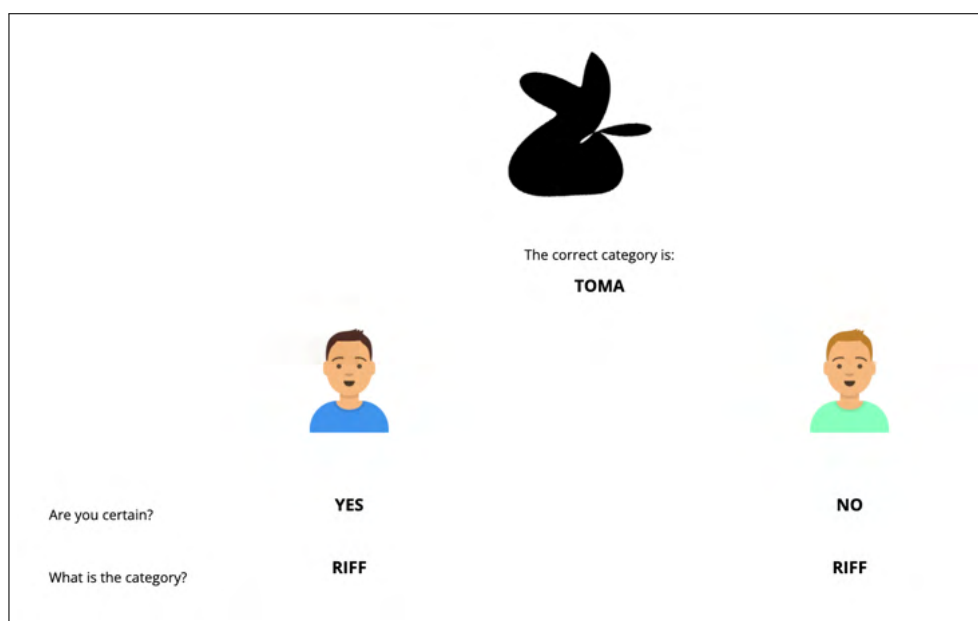 The correct category is:
TOMA
Are you certain?
YES
NO
What is the category?
RIFF
RIFF